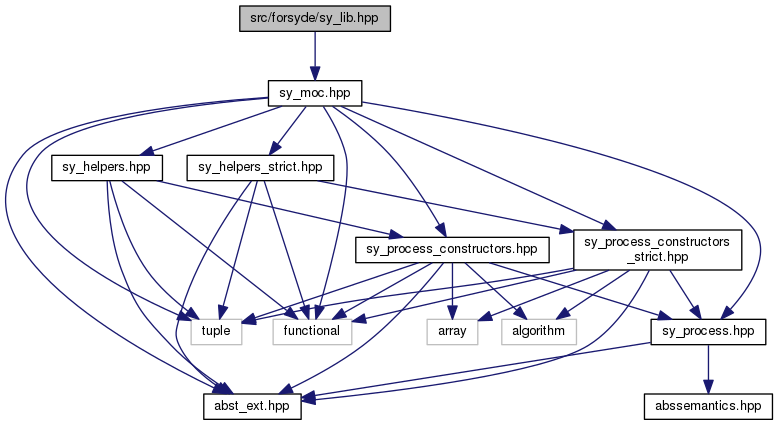 src/forsyde/sy_lib.hpp
sy_moc.hpp
sy_helpers.hpp
sy_helpers_strict.hpp
sy_process_constructors.hpp
sy_process_constructors
_strict.hpp
tuple
functional
array
algorithm
sy_process.hpp
abst_ext.hpp
abssemantics.hpp